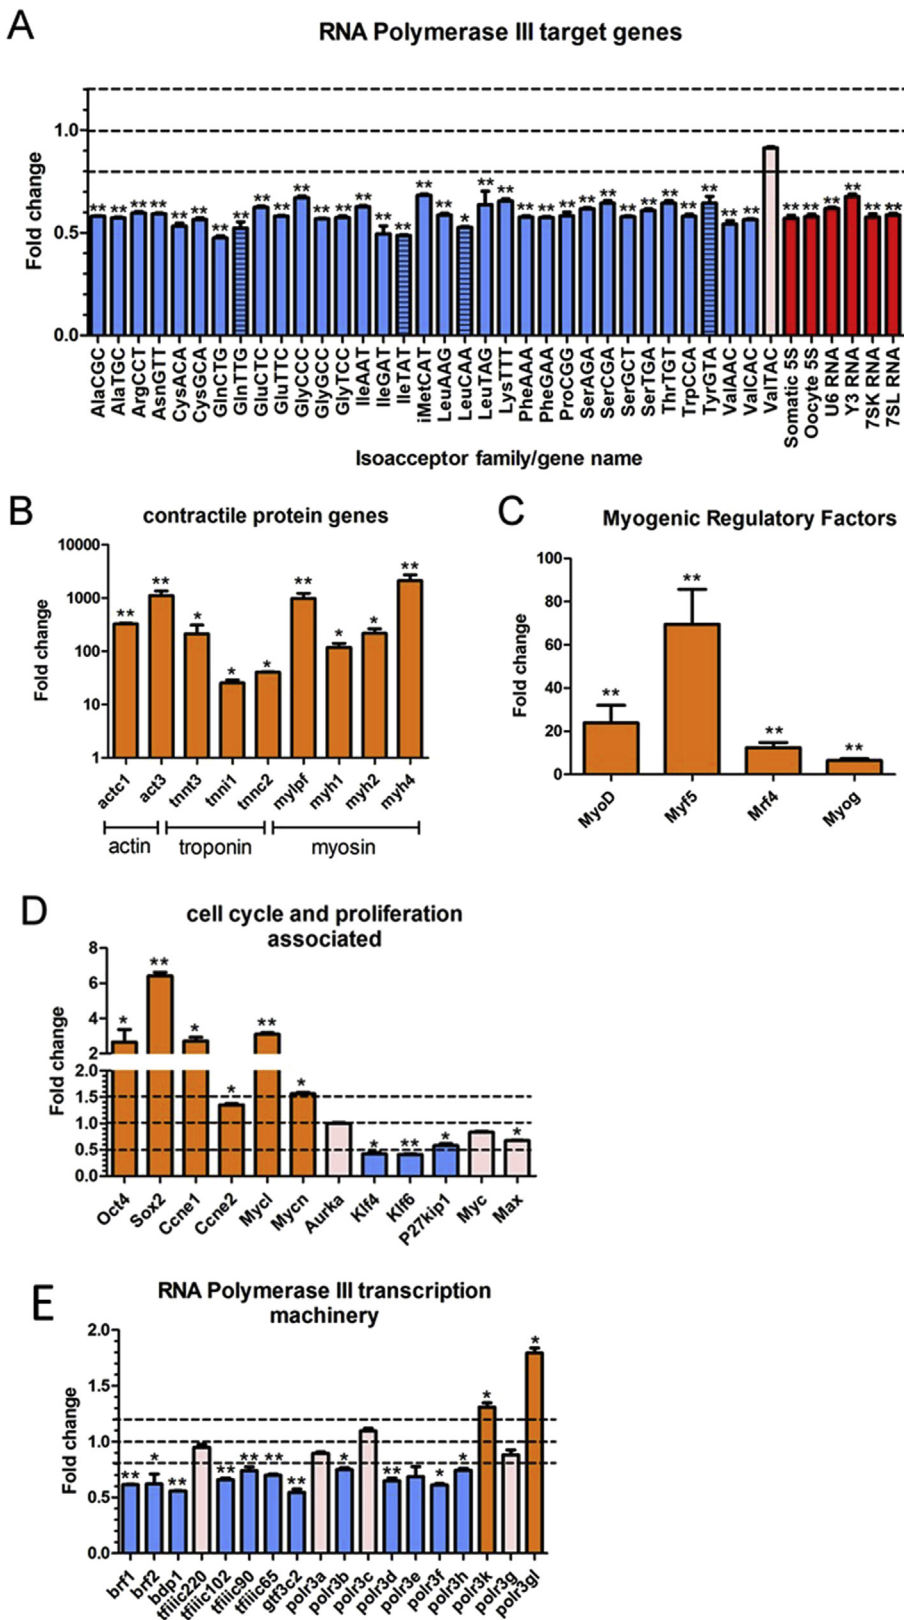 A
RNA Polymerase III target genes
Fold change
1.0
0.5
0.0
** ** ** ** ** ** ** ** ** ** ** ** ** ** ** ** ** ** * ** ** ** ** ** ** ** ** ** ** ** ** ** ** ** ** ** ** ** **
AlaCGC AlaTGC ArgCCT AsnGTT CysACA CysGCA GlnCTG GlnTTG GluCTC GluTTC GlyCCC GlyGCC GlyTCC IleAAT IleGAT IleTAT iMetCAT LeuAAG LeuCAA LeuTAG LysTTT PheAAA PheGAA ProCGG SerAGA SerCGA SerGCT SerTGA ThrTGT TrpCCA TyrGTA ValAAC ValCAC ValTAC Somatic 5S Oocyte 5S U6 RNA Y3 RNA 7SK RNA 7SL RNA
Isoacceptor family/gene name
B
contractile protein genes
Fold change
10000
1000
100
10
1
** ** * * * ** * * **
actc1 act3 tnnt3 tnni1 tnnc2 mylpf myh1 myh2 myh4
actin troponin myosin
C
Myogenic Regulatory Factors
Fold change
100
80
60
40
20
0
** ** ** **
MyoD Myf5 Mrf4 Myog
D
cell cycle and proliferation
associated
Fold change
8
6
4
2
2.0
1.5
1.0
0.5
0.0
* ** * * ** * * ** * *
Oct4 Sox2 Ccne1 Ccne2 Mycl Mycn Aurka Klf4 Klf6 P27kip1 Myc Max
E
RNA Polymerase III transcription
machinery
Fold change
2.0
1.5
1.0
0.5
0.0
** * ** ** ** ** ** * ** * * * *
brf1 brf2 bdp1 tfiiic220 tfiiic102 tfiiic90 tfiiic65 gtf3c2 polr3a polr3b polr3c polr3d polr3e polr3f polr3h polr3k polr3g polr3gl